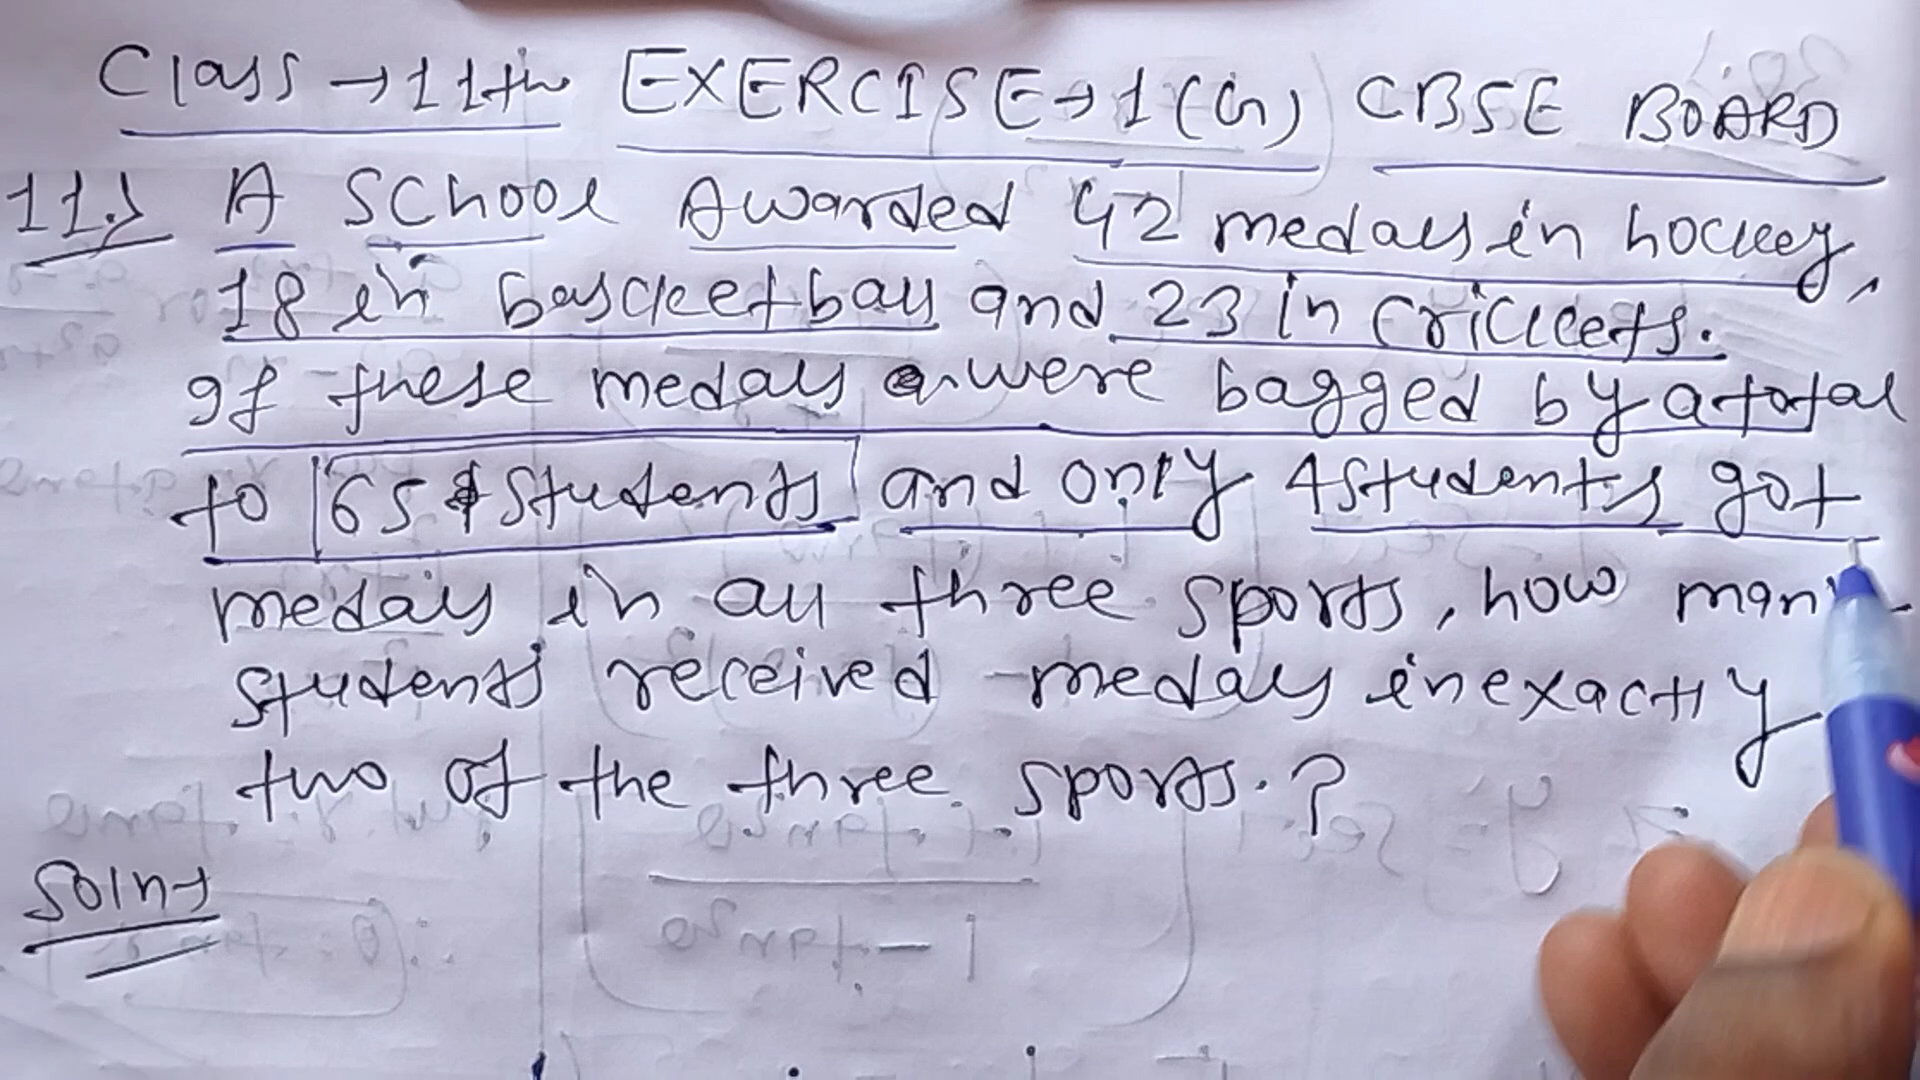 Class → 11th EXERCISE → 1(G) CBSE BOARD
11.) A School Awarded 42 medals in hockey,
18 in bascketball and 23 in Crickets.
If these medals were bagged by a total
to 65 Students and only 4 students got
medals in all three sports, how many
students received medals in exactly
two of the three sports.?
Soln→